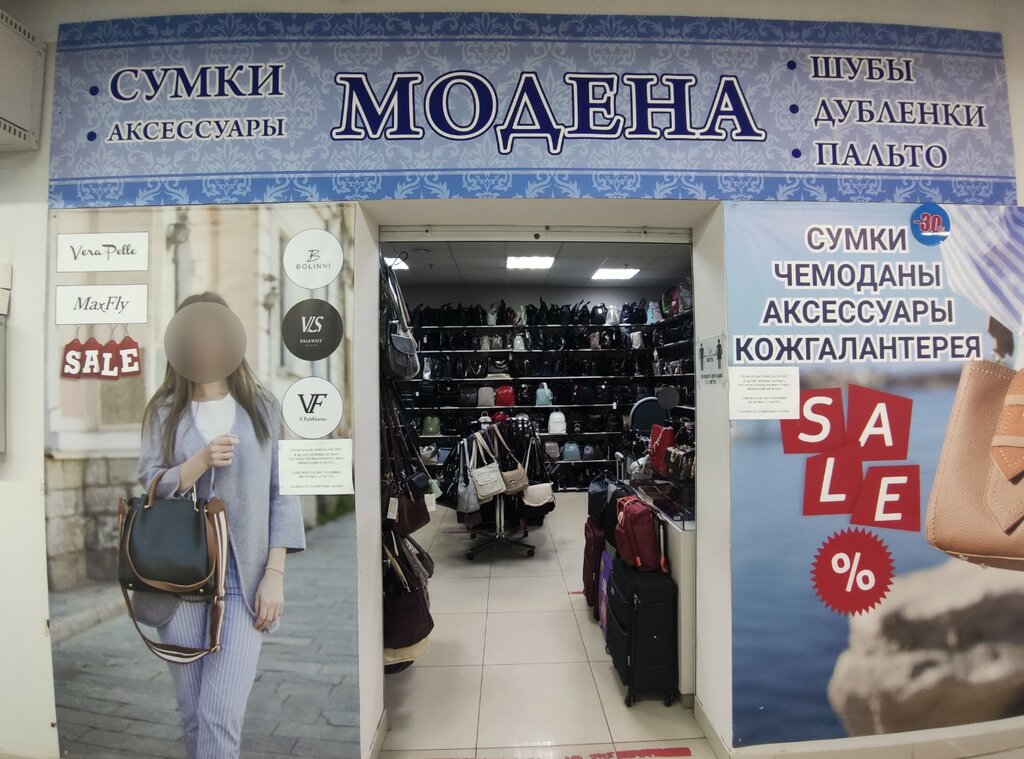 • СУМКИ
• АКСЕССУАРЫ
МОДЕНА
• ШУБЫ
• ДУБЛЕНКИ
• ПАЛЬТО
Vera Pelle
MaxFly
SALE
B
BOLINNI
VLS
VALENSIY
VF
V.Fabbiano
-30%
СУМКИ
ЧЕМОДАНЫ
АКСЕССУАРЫ
КОЖГАЛАНТЕРЕЯ
SALE
%